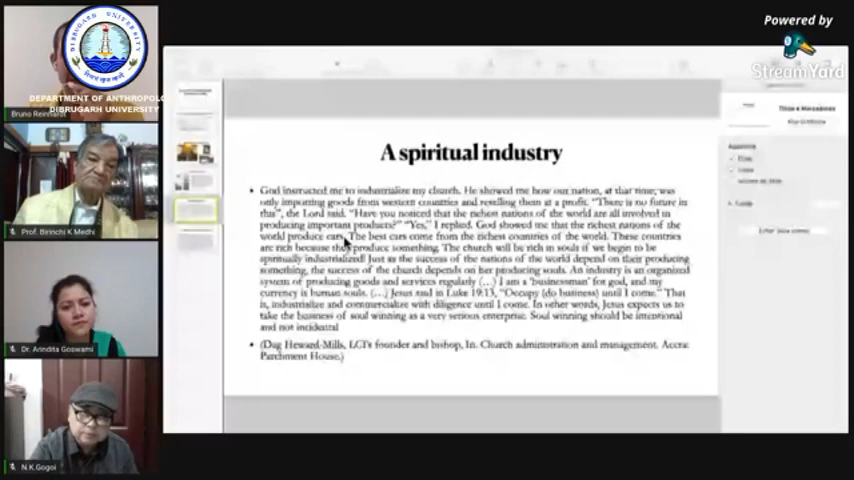 Powered by
StreamYard
DIBRUGARH UNIVERSITY
DEPARTMENT OF ANTHROPOLO
DIBRUGARH UNIVERSITY
Bruno Reinhardt
Prof. Birinchi K Medhi
Dr. Arindita Goswami
N.K.Gogoi
A spiritual industry
• God instructed me to industrialize my church. He showed me how our nation, at that time, was
only importing goods from western countries and reselling them at a profit. “There is no future in
this”, the Lord said. “Have you noticed that the richest nations of the world are all involved in
producing important products?” “Yes,” I replied. God showed me that the richest nations of the
world produce cars. The best cars come from the richest countries of the world. These countries
are rich because they produce something. The church will be rich in souls if we begin to be
spiritually industrialized! Just as the success of the nations of the world depend on their producing
something, the success of the church depends on her producing souls. An industry is an organized
system of producing goods and services regularly (…) I am a ‘businessman’ for god, and my
currency is human souls. (…) Jesus said in Luke 19:13, “Occupy (do business) until I come.” That
is, industrialize and commercialize with diligence until I come. In other words, Jesus expects us to
take the business of soul winning as a very serious enterprise. Soul winning should be intentional
and not incidental
• (Dag Heward-Mills, LCI’s founder and bishop, In. Church administration and management. Accra:
Parchment House.)